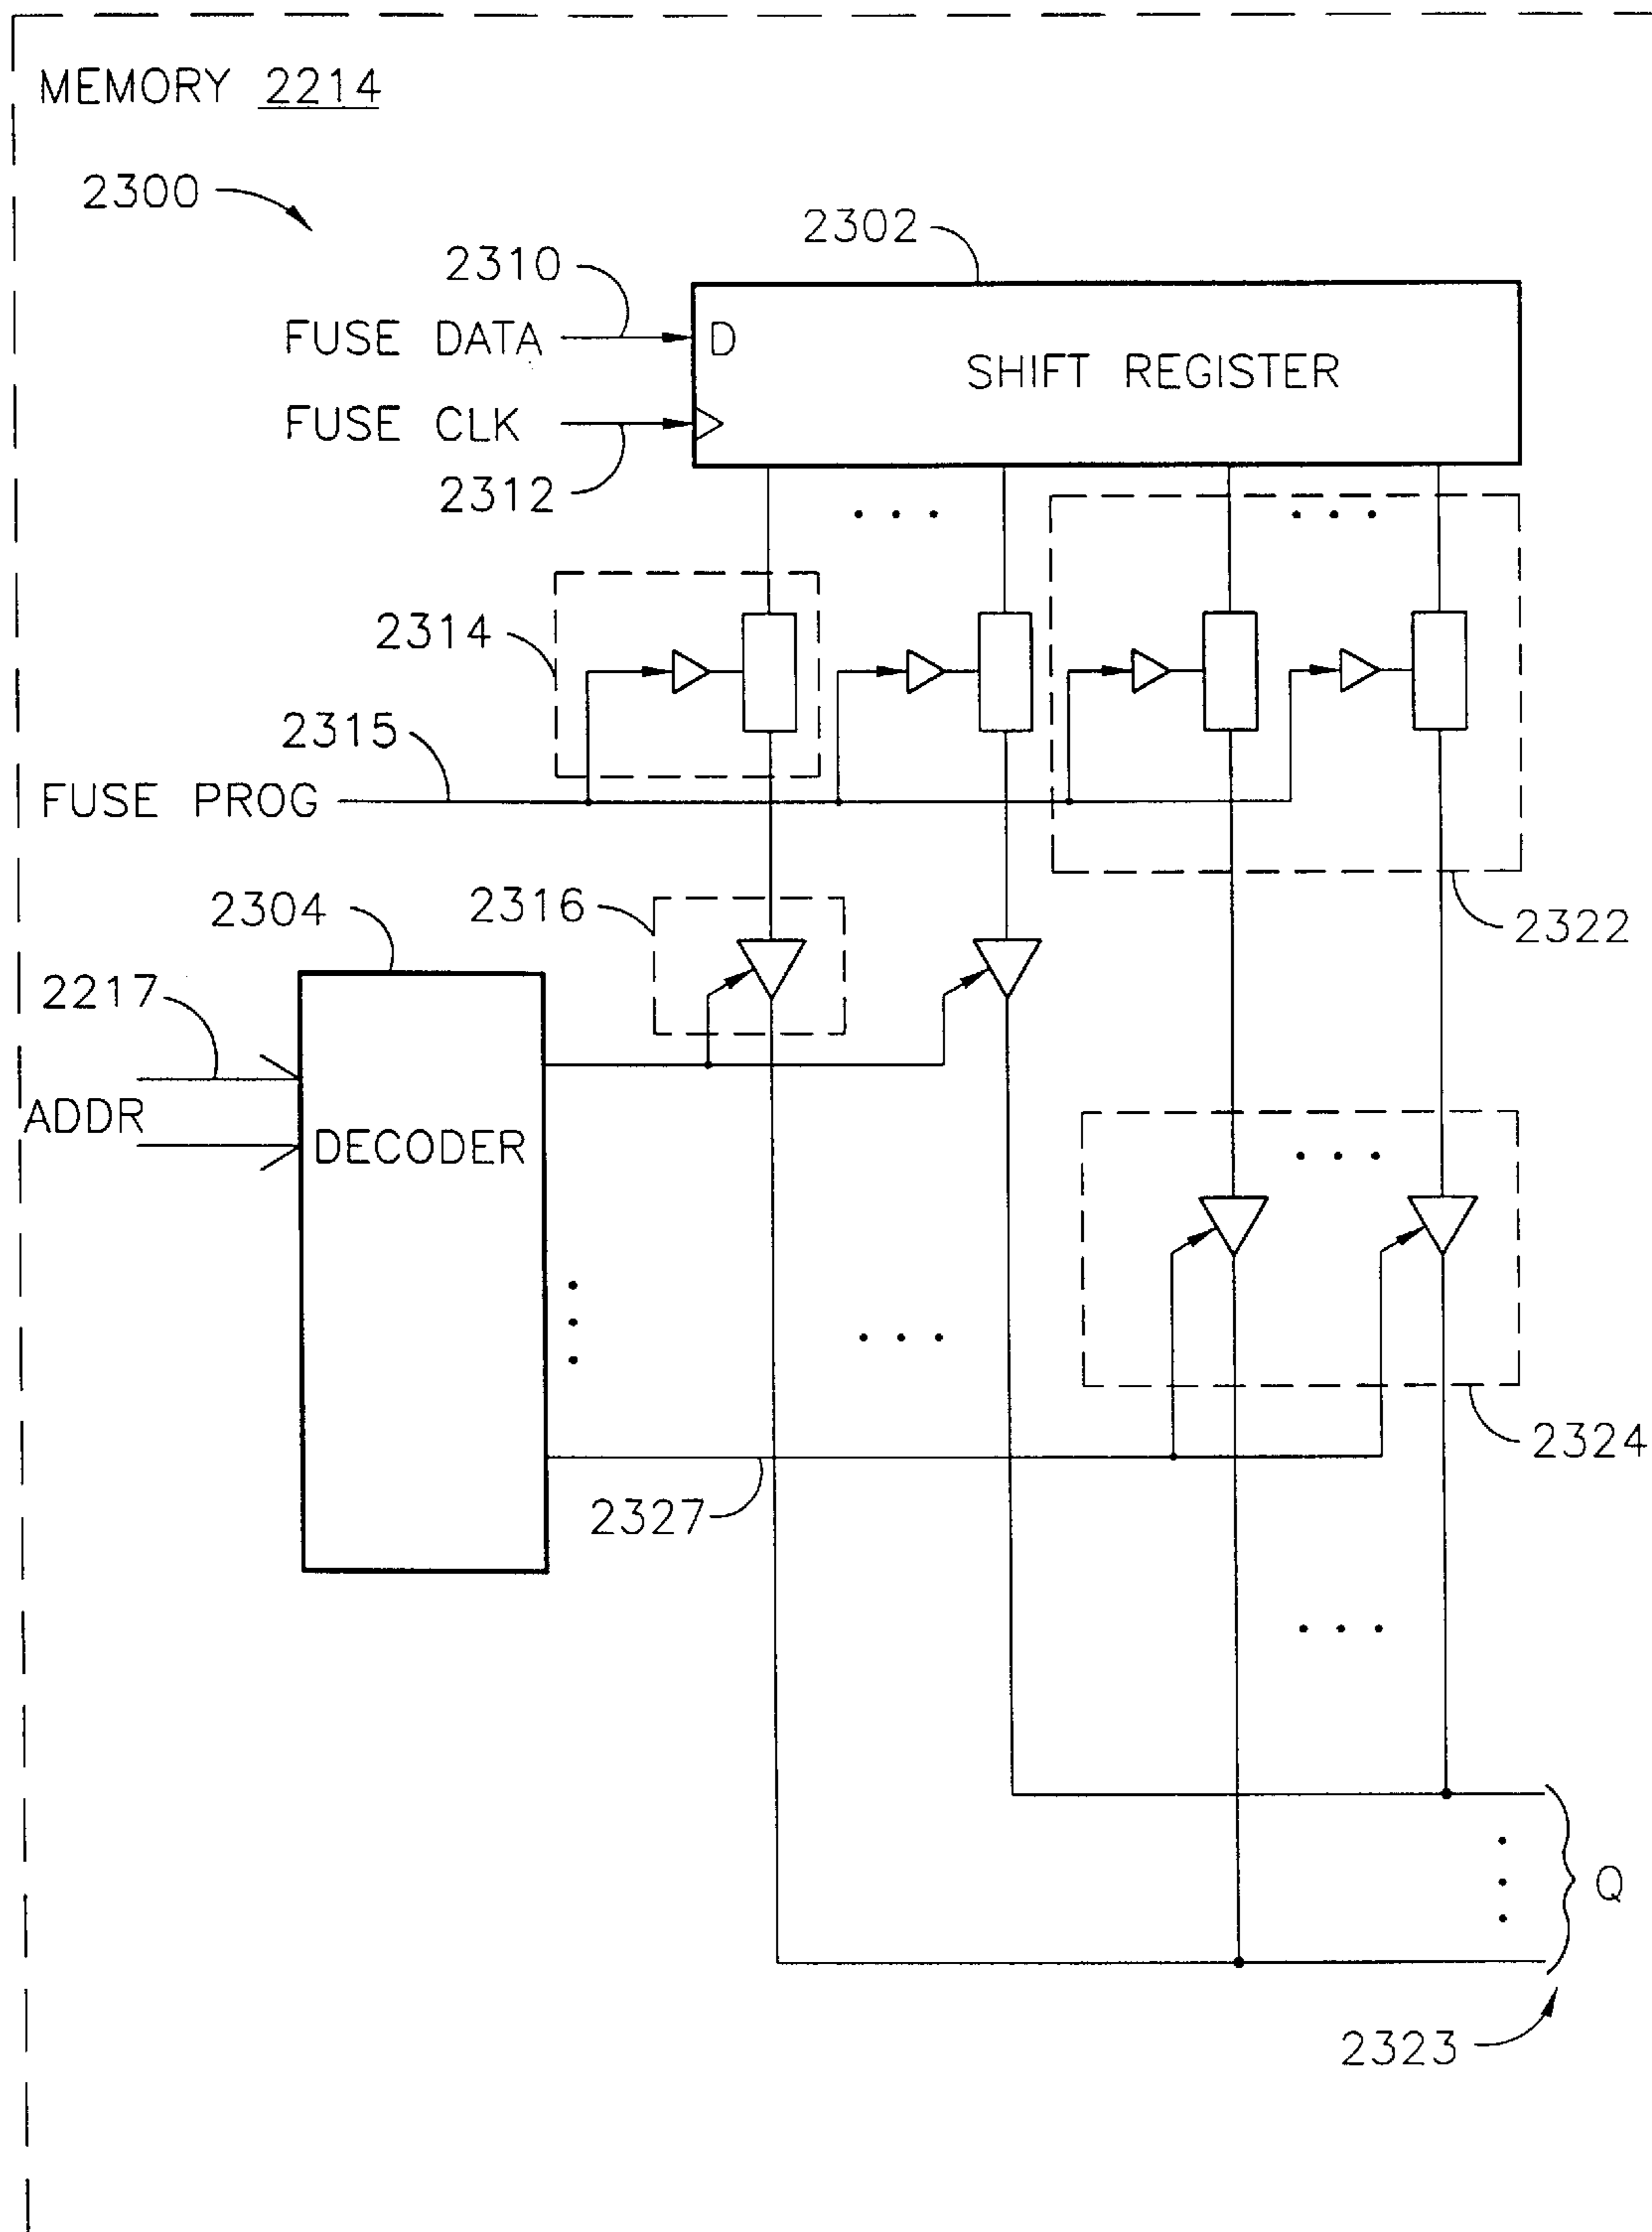 MEMORY 2214
2300
2302
2310
FUSE DATA
D
SHIFT REGISTER
FUSE CLK
2312
2314
2315
FUSE PROG
2316
2304
2322
2217
ADDR
DECODER
2324
2327
Q
2323